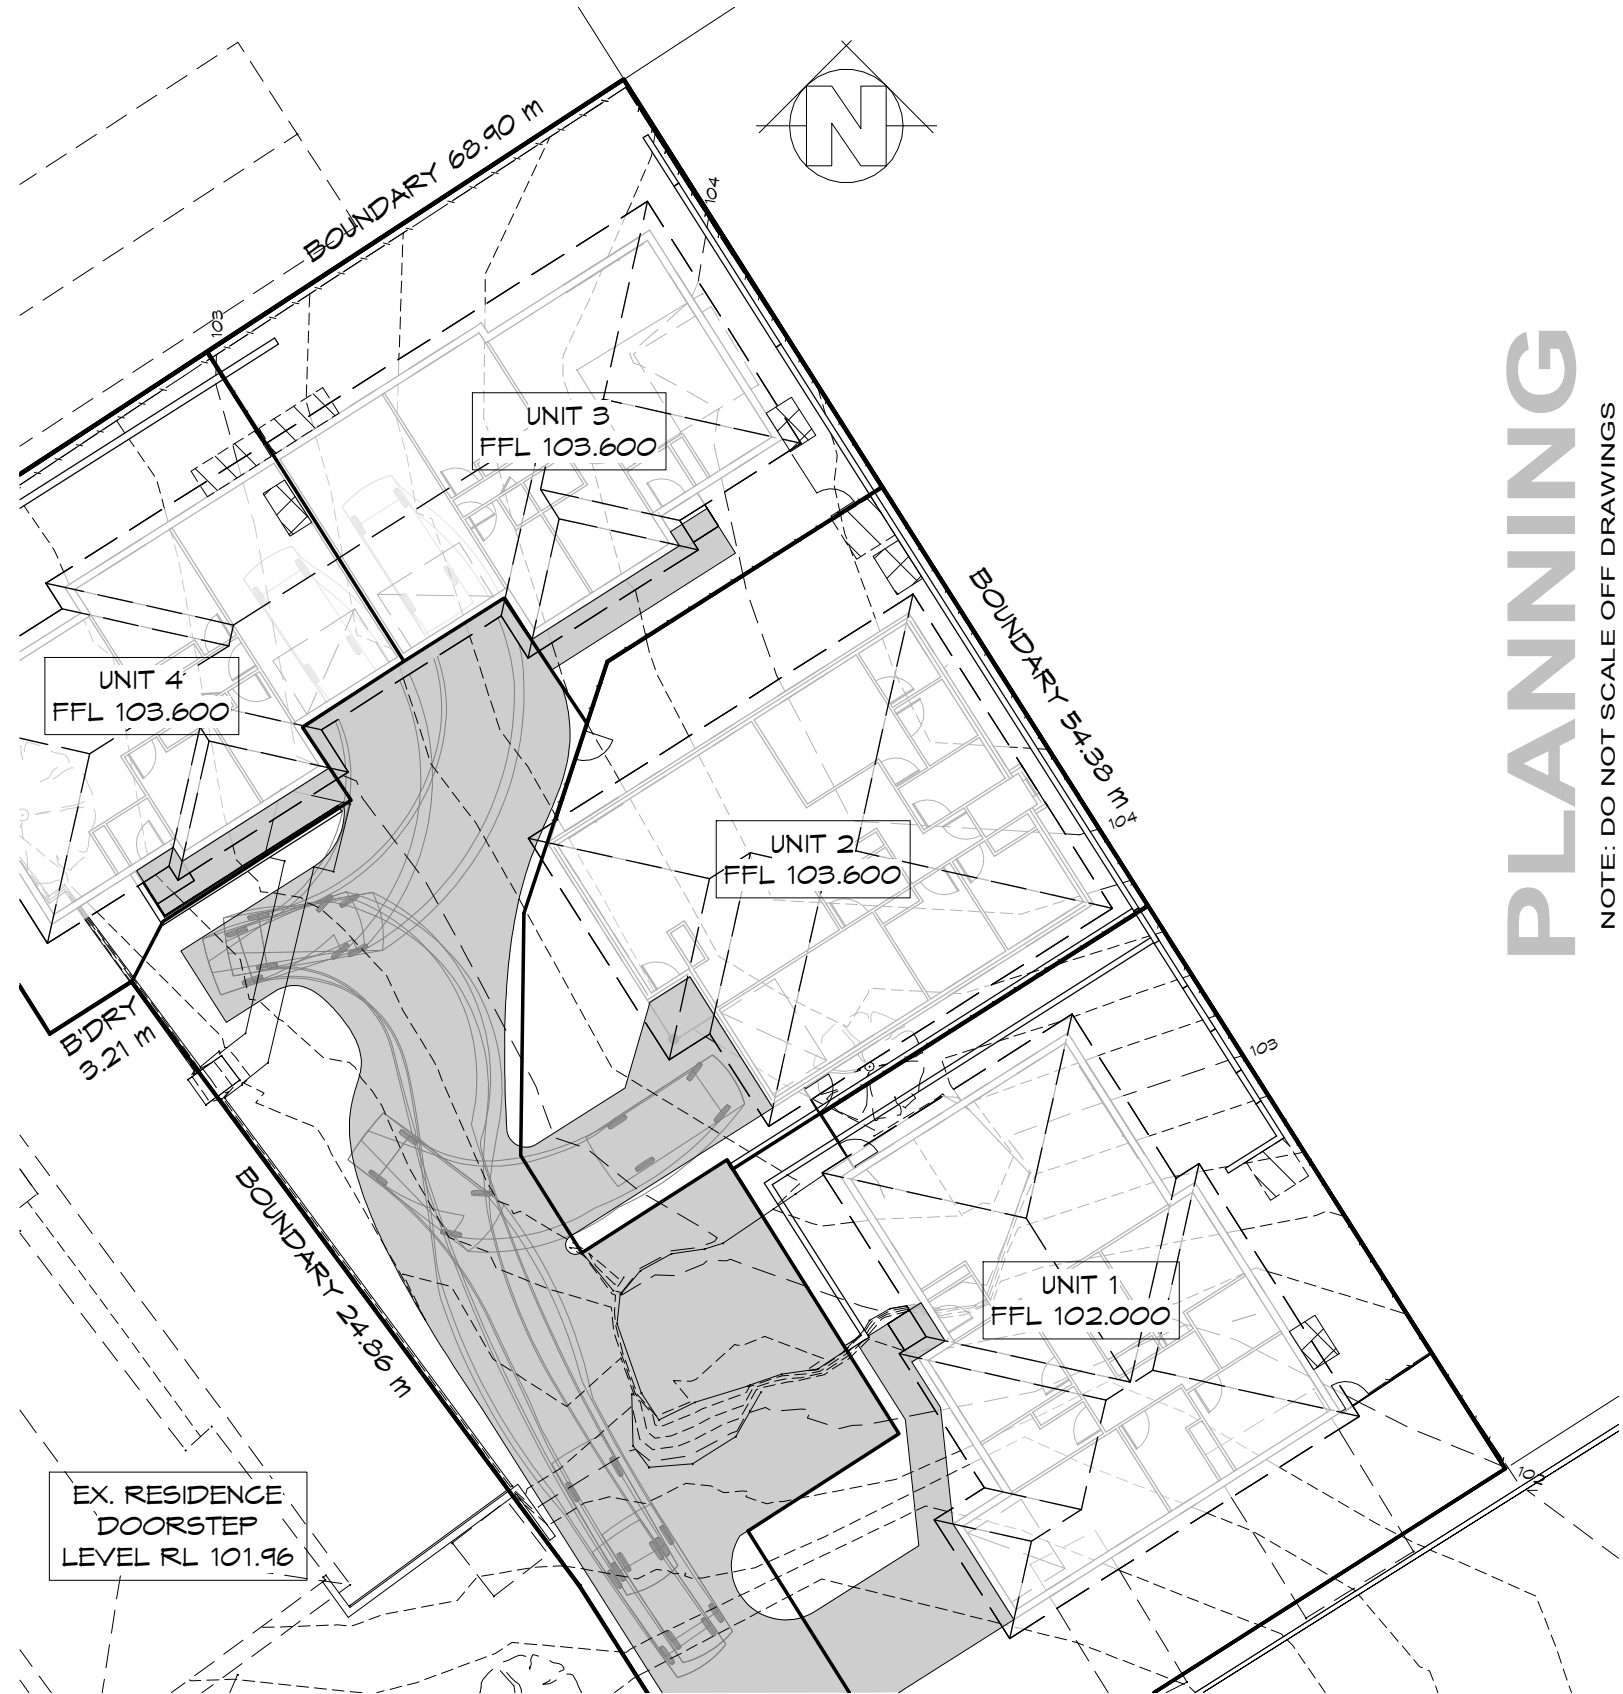 N
BOUNDARY 68.90 m
104
103
UNIT 3
FFL 103.600
PLANNING
NOTE: DO NOT SCALE OFF DRAWINGS
BOUNDARY 54.38 m
UNIT 4
FFL 103.600
104
UNIT 2
FFL 103.600
B'DRY
3.21 m
103
BOUNDARY 24.86 m
UNIT 1
FFL 102.000
102
EX. RESIDENCE
DOORSTEP
LEVEL RL 101.96